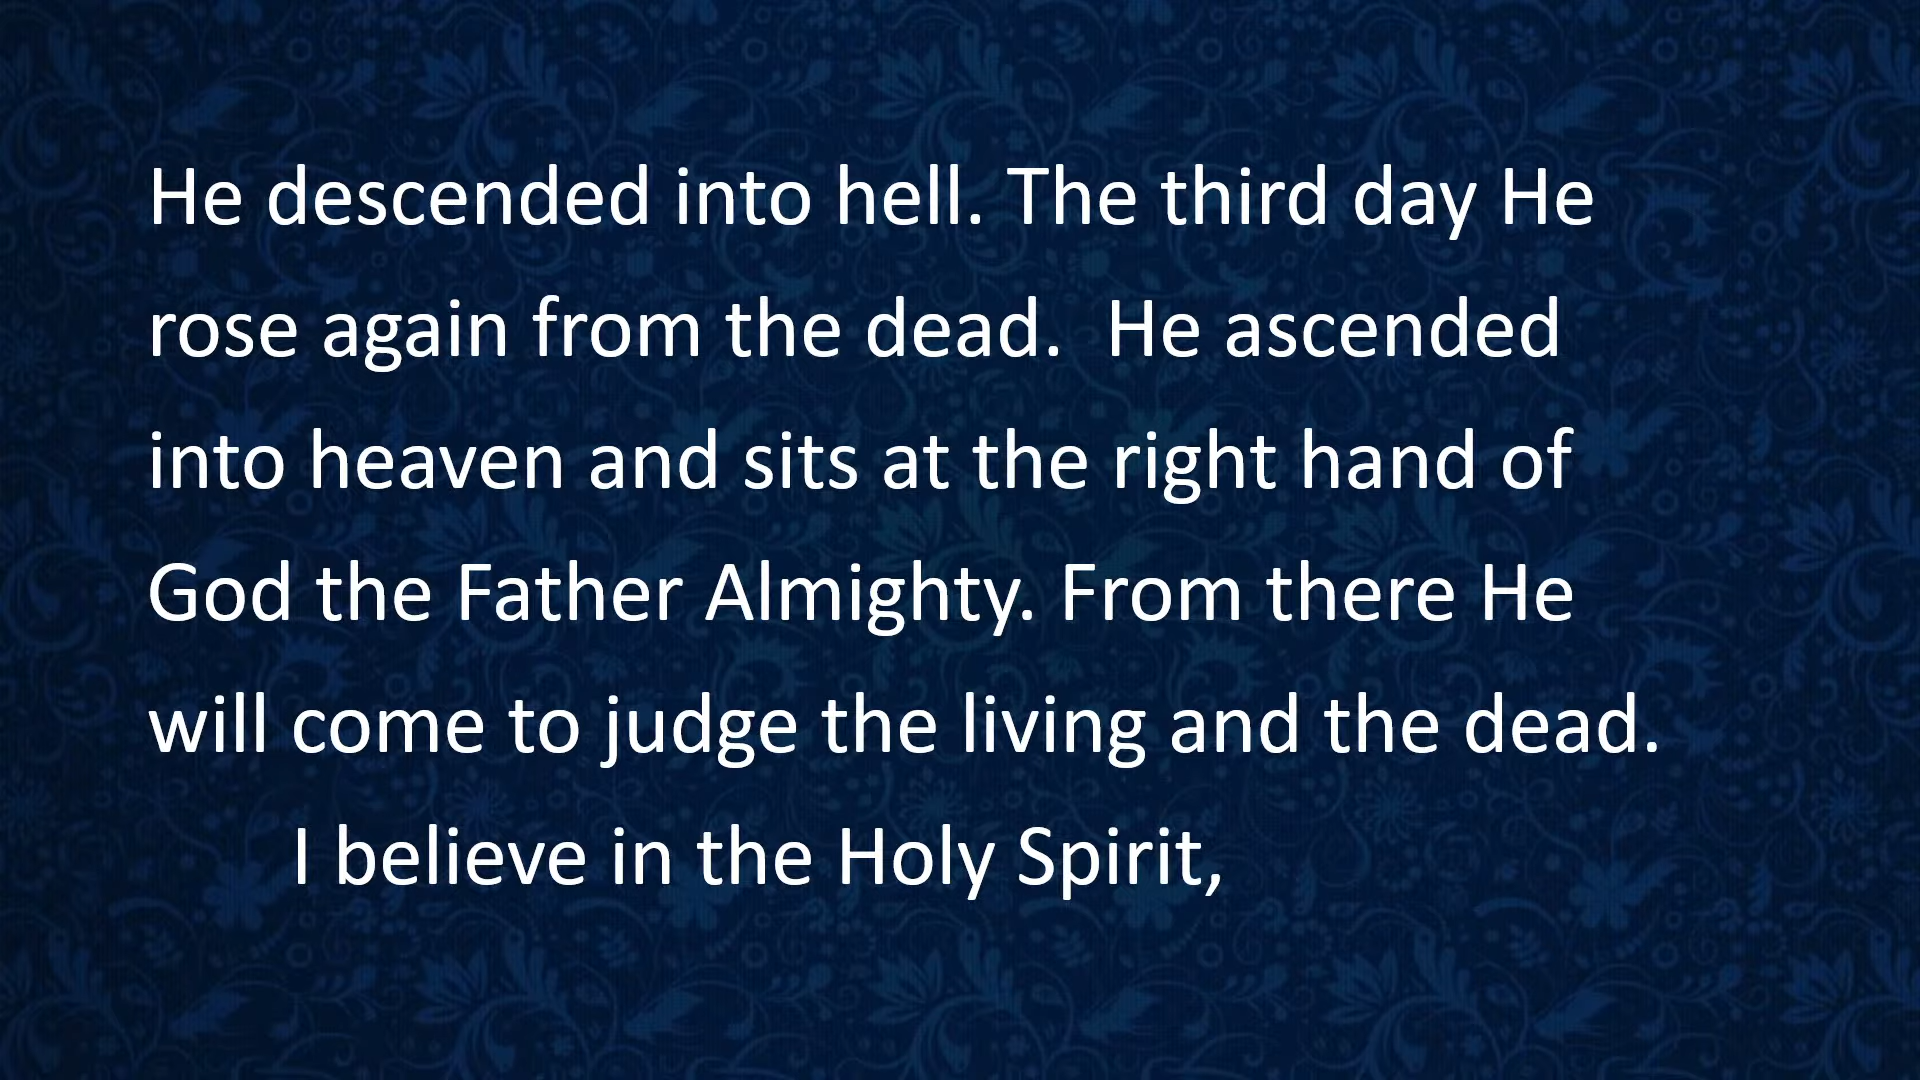 He descended into hell. The third day He
rose again from the dead.  He ascended
into heaven and sits at the right hand of
God the Father Almighty. From there He
will come to judge the living and the dead.
I believe in the Holy Spirit,